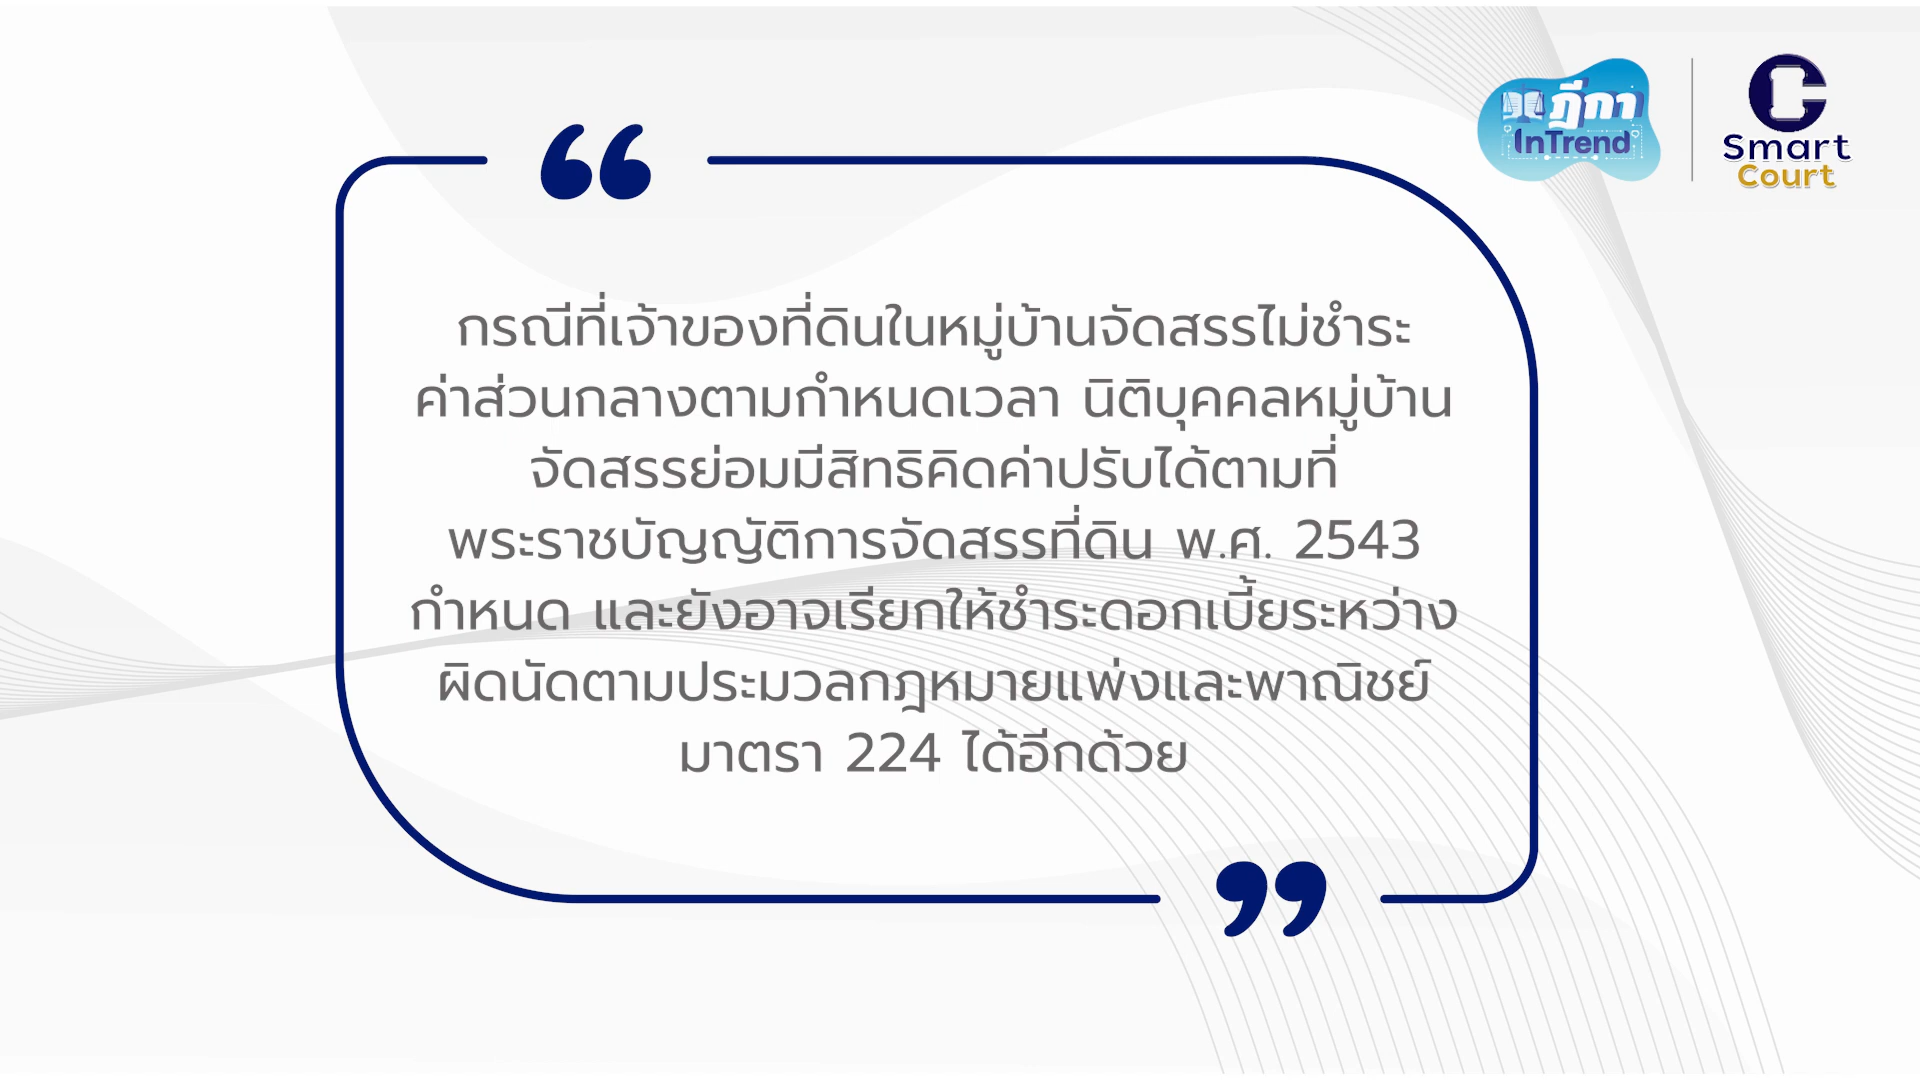 ฎีกา
InTrend
Smart
Court
กรณีที่เจ้าของที่ดินในหมู่บ้านจัดสรรไม่ชำระ
ค่าส่วนกลางตามกำหนดเวลา นิติบุคคลหมู่บ้าน
จัดสรรย่อมมีสิทธิคิดค่าปรับได้ตามที่
พระราชบัญญัติการจัดสรรที่ดิน พ.ศ. 2543
กำหนด และยังอาจเรียกให้ชำระดอกเบี้ยระหว่าง
ผิดนัดตามประมวลกฎหมายแพ่งและพาณิชย์
มาตรา 224 ได้อีกด้วย